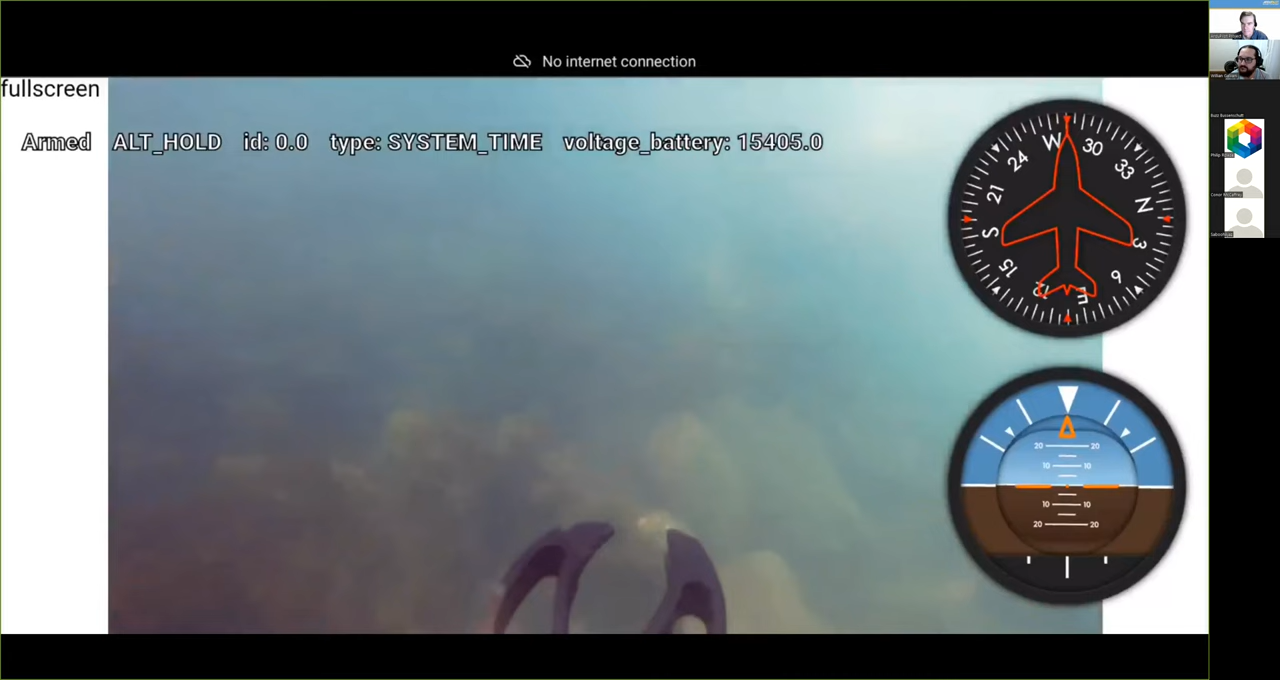 No internet connection
fullscreen
Armed ALT_HOLD id: 0.0 type: SYSTEM_TIME voltage_battery: 15405.0
W 30 33 N 3 6 E 12 15 S 21 24
20 20
10 10
10 10
20 20